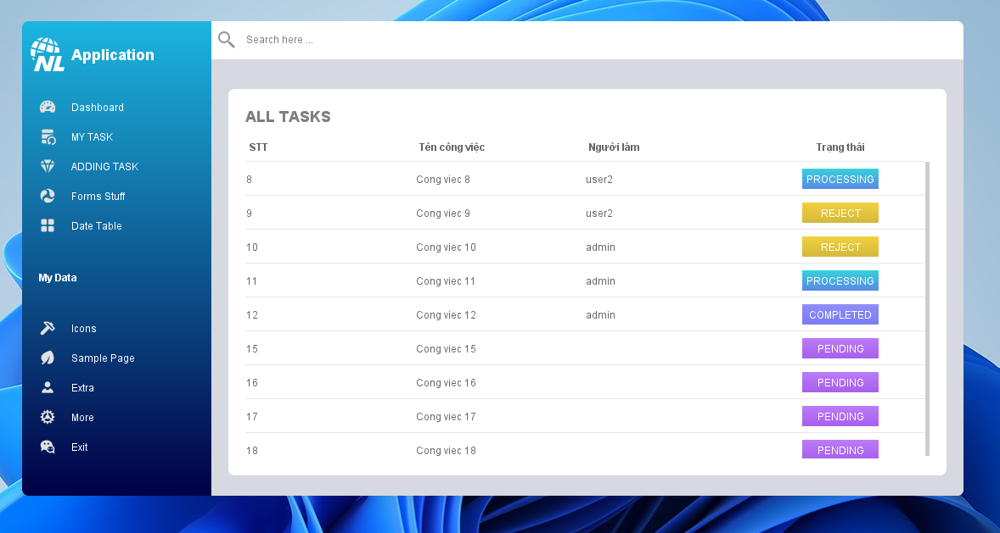 NL Application
Search here ...
Dashboard
MY TASK
ADDING TASK
Forms Stuff
Date Table
My Data
Icons
Sample Page
Extra
More
Exit
ALL TASKS
STT Tên công việc Người làm Trạng thái
8 Cong viec 8 user2 PROCESSING
9 Cong viec 9 user2 REJECT
10 Cong viec 10 admin REJECT
11 Cong viec 11 admin PROCESSING
12 Cong viec 12 admin COMPLETED
15 Cong viec 15 PENDING
16 Cong viec 16 PENDING
17 Cong viec 17 PENDING
18 Cong viec 18 PENDING